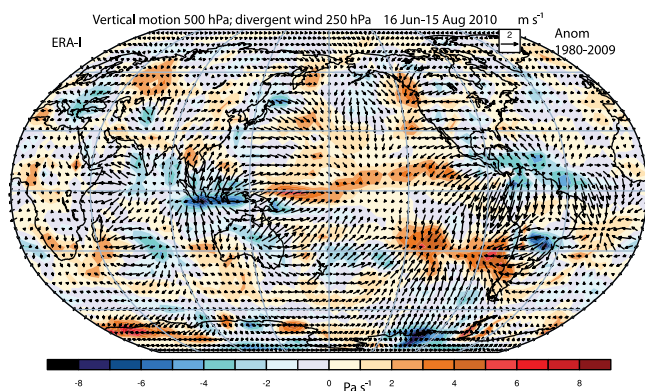 Vertical motion 500 hPa; divergent wind 250 hPa 16 Jun-15 Aug 2010 m s⁻¹
ERA-I
2
Anom
1980-2009
-8 -6 -4 -2 0 2 4 6 8
Pa s⁻¹